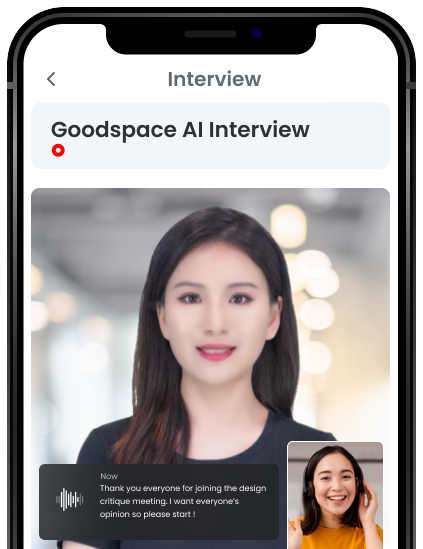 Interview
Goodspace AI Interview
Now
Thank you everyone for joining the design
critique meeting. I want everyone's
opinion so please start !